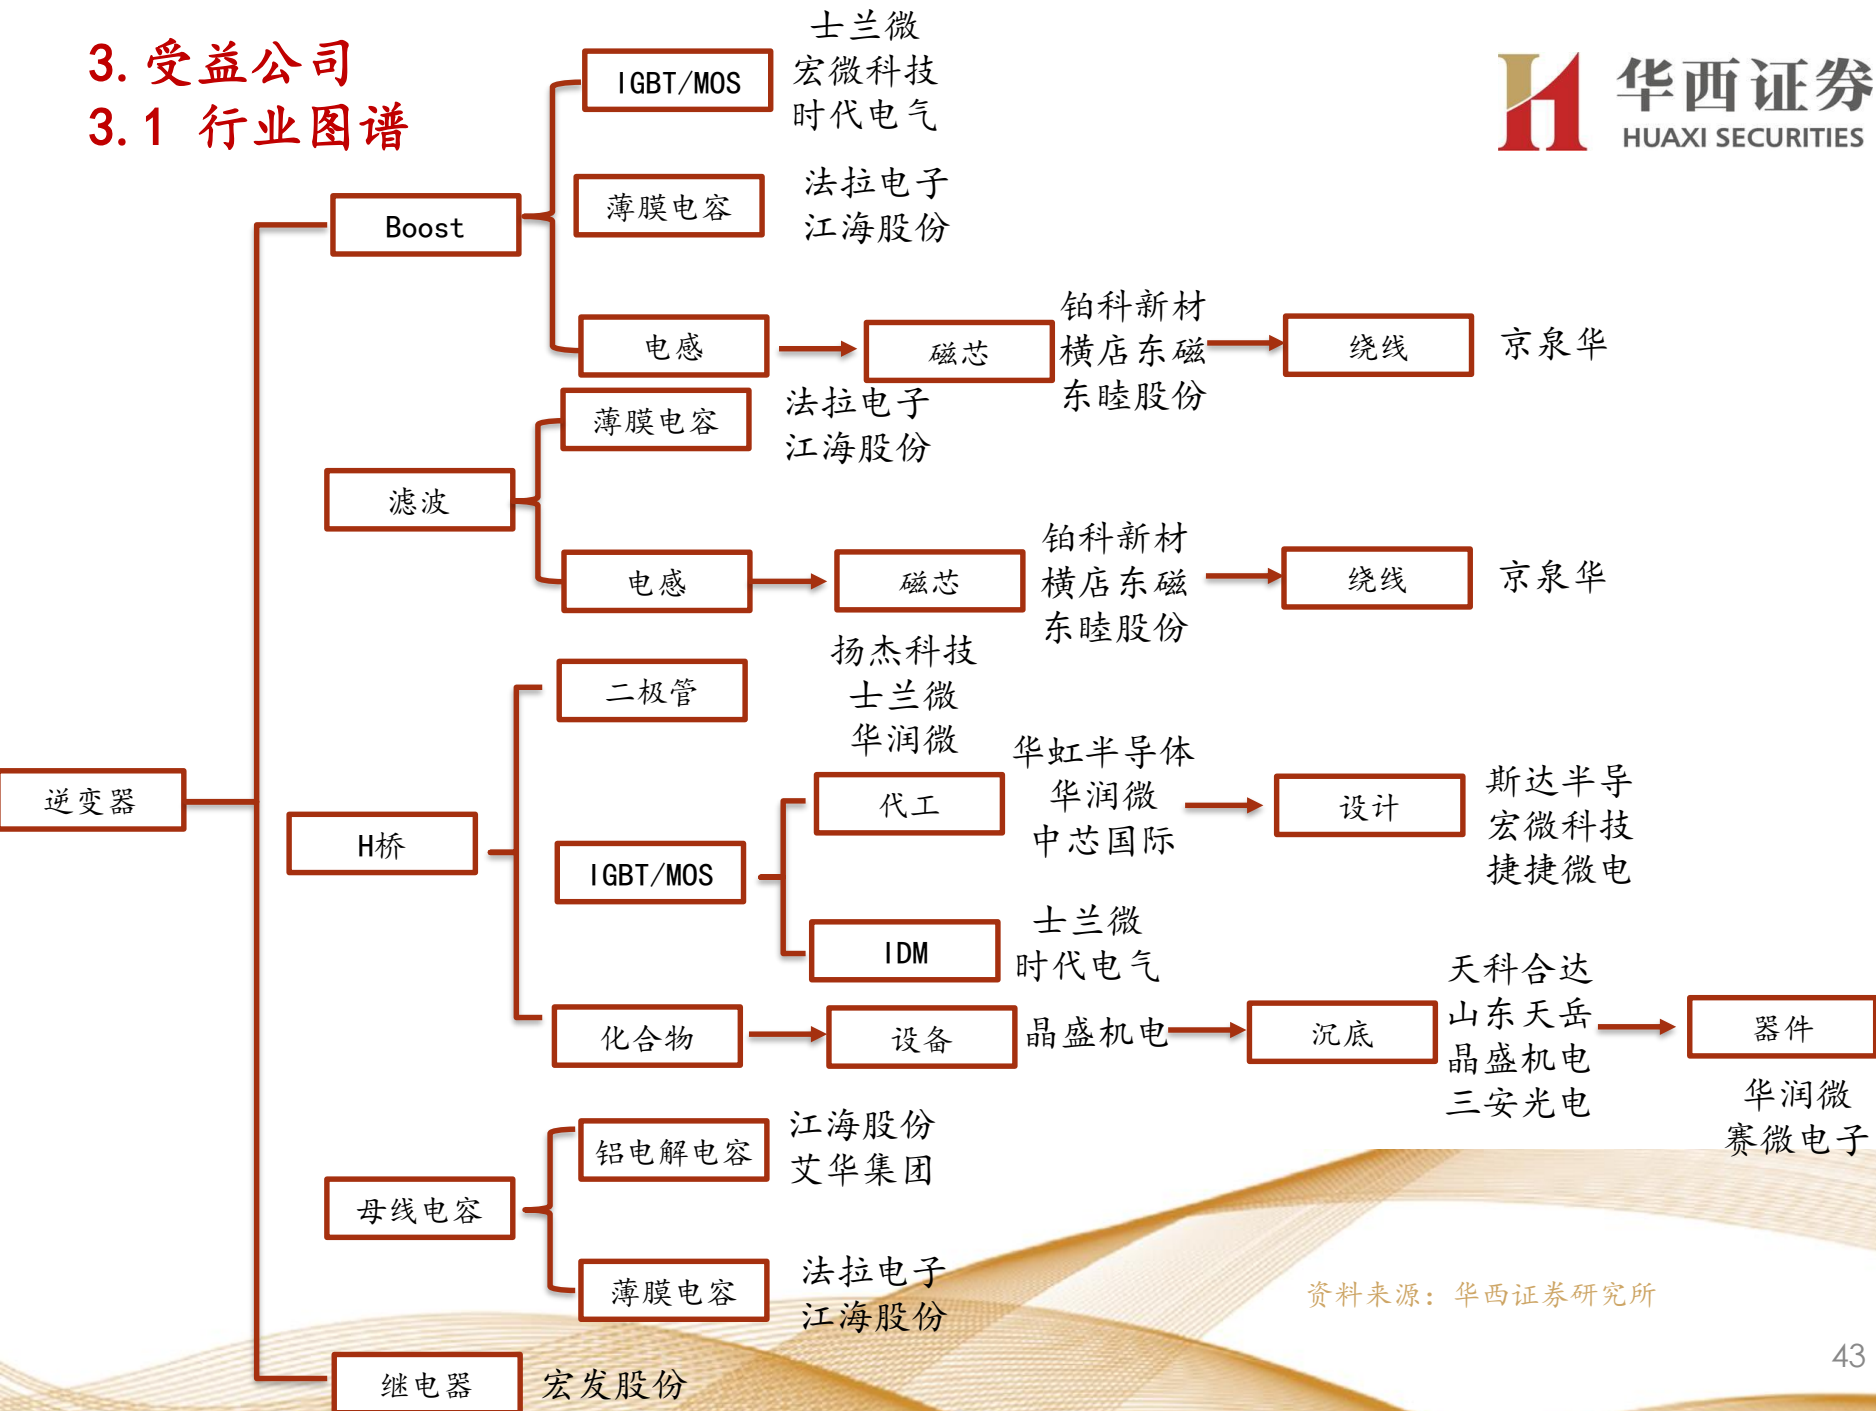 3.受益公司
3.1 行业图谱
华西证券
HUAXI SECURITIES
逆变器
Boost
IGBT/MOS
士兰微
宏微科技
时代电气
薄膜电容
法拉电子
江海股份
电感
磁芯
铂科新材
横店东磁
东睦股份
绕线
京泉华
滤波
薄膜电容
法拉电子
江海股份
电感
磁芯
铂科新材
横店东磁
东睦股份
绕线
京泉华
H桥
二极管
扬杰科技
士兰微
华润微
IGBT/MOS
代工
华虹半导体
华润微
中芯国际
设计
斯达半导
宏微科技
捷捷微电
IDM
士兰微
时代电气
化合物
设备
晶盛机电
沉底
天科合达
山东天岳
晶盛机电
三安光电
器件
华润微
赛微电子
母线电容
铝电解电容
江海股份
艾华集团
薄膜电容
法拉电子
江海股份
继电器
宏发股份
资料来源：华西证券研究所
43